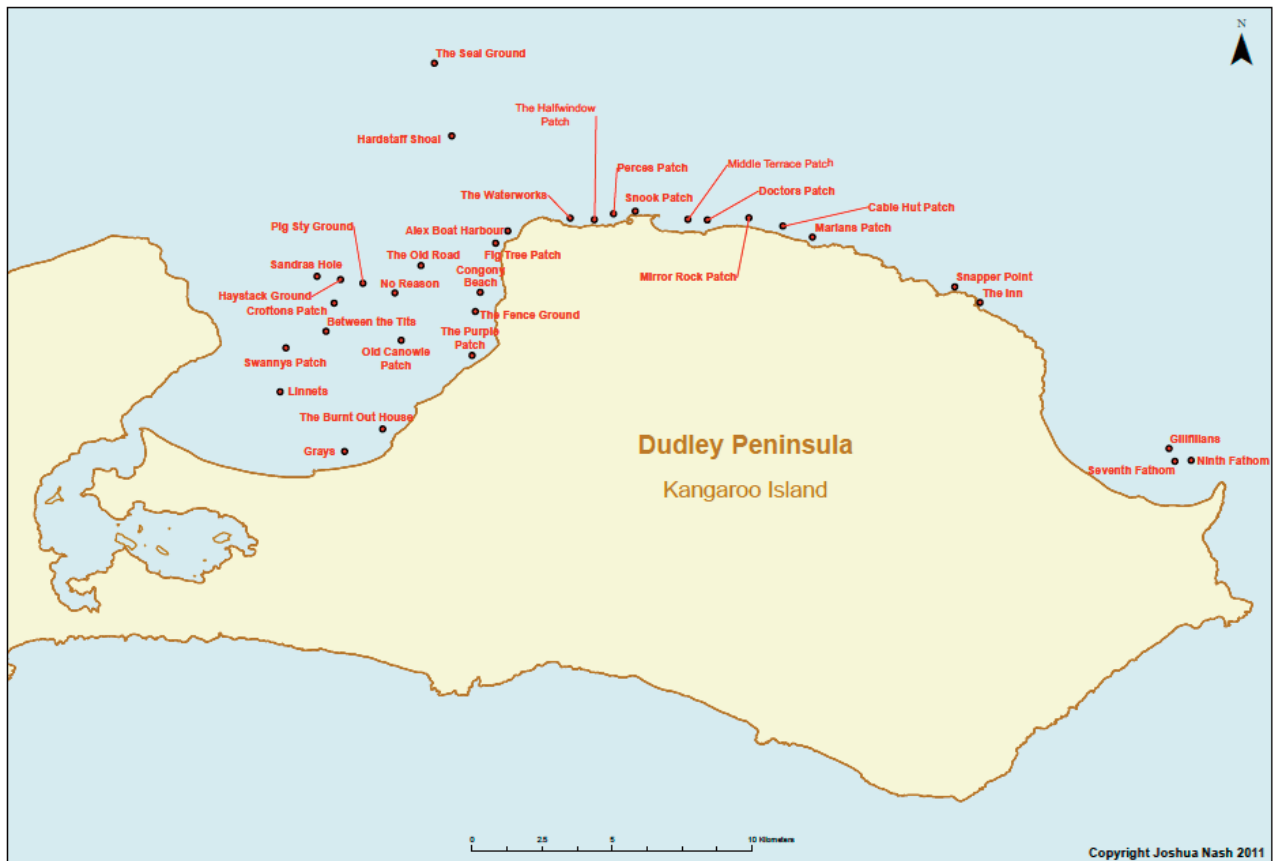 N
The Seal Ground
The Halfwindow
Patch
Hardstaff Shoal
Perces Patch
Middle Terrace Patch
The Waterworks
Snook Patch
Doctors Patch
Cable Hut Patch
Pig Sty Ground
Alex Boat Harbour
Marians Patch
The Old Road
Fig Tree Patch
Sandras Hole
Congony
Beach
Mirror Rock Patch
Snapper Point
No Reason
Haystack Ground
The Inn
Croftons Patch
The Fence Ground
Between the Tits
The Purple
Patch
Old Canowie
Patch
Swannys Patch
Linnets
The Burnt Out House
Grays
Dudley Peninsula
Kangaroo Island
Gillfillans
Seventh Fathom
Ninth Fathom
0 2.5 5 10 Kilometers
Copyright Joshua Nash 2011